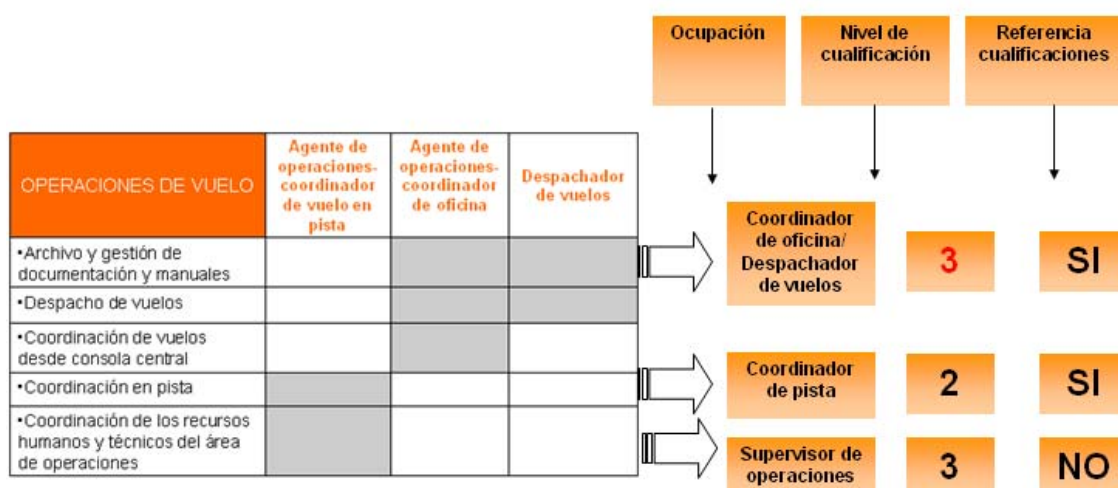 Ocupación
Nivel de
cualificación
Referencia
cualificaciones
OPERACIONES DE VUELO
Agente de
operaciones-
coordinador
de vuelo en
pista
Agente de
operaciones-
coordinador
de oficina
Despachador
de vuelos
•Archivo y gestión de
documentación y manuales
•Despacho de vuelos
•Coordinación de vuelos
desde consola central
•Coordinación en pista
•Coordinación de los recursos
humanos y técnicos del área
de operaciones
Coordinador
de oficina/
Despachador
de vuelos
3
SI
Coordinador
de pista
2
SI
Supervisor de
operaciones
3
NO